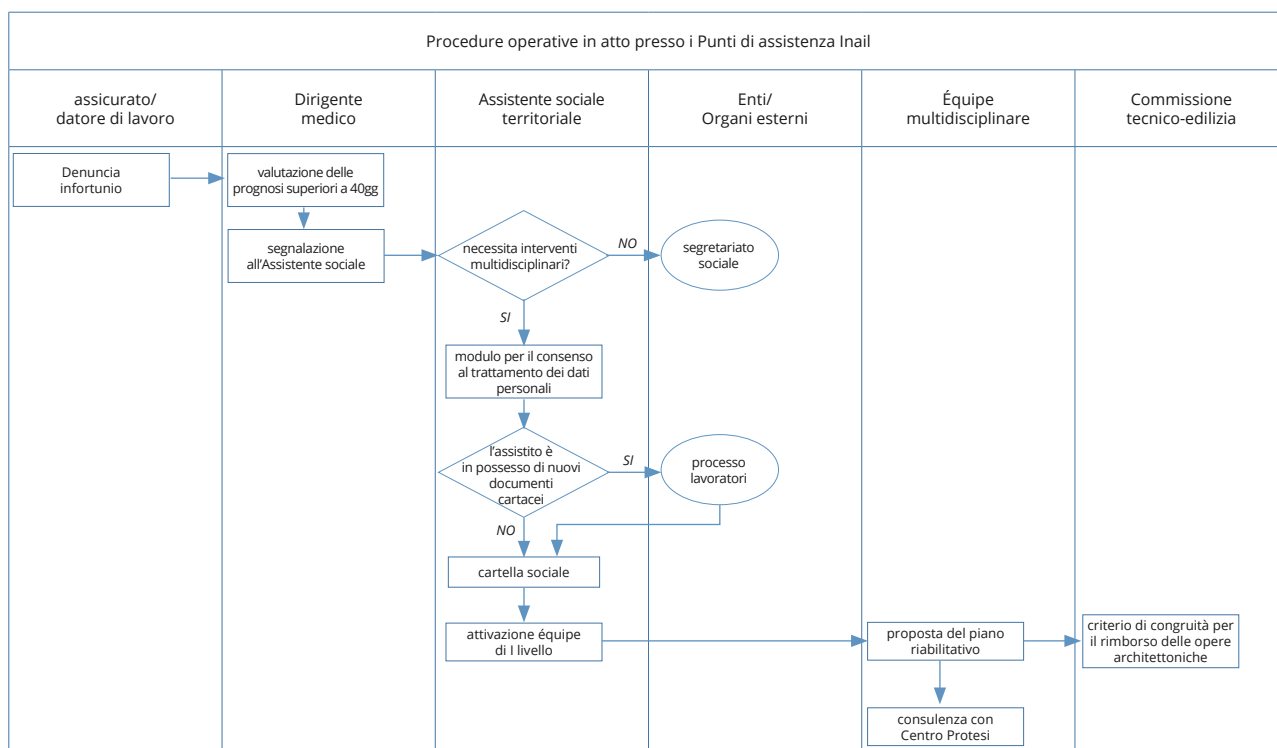 Procedure operative in atto presso i Punti di assistenza Inail
assicurato/
datore di lavoro
Dirigente
medico
Assistente sociale
territoriale
Enti/
Organi esterni
Équipe
multidisciplinare
Commissione
tecnico-edilizia
Denuncia
infortunio
valutazione delle
prognosi superiori a 40gg
segnalazione
all'Assistente sociale
necessita interventi
multidisciplinari?
NO
segretariato
sociale
SI
modulo per il consenso
al trattamento dei dati
personali
l'assistito è
in possesso di nuovi
documenti
cartacei
SI
processo
lavoratori
NO
cartella sociale
attivazione équipe
di I livello
proposta del piano
riabilitativo
criterio di congruità per
il rimborso delle opere
architettoniche
consulenza con
Centro Protesi